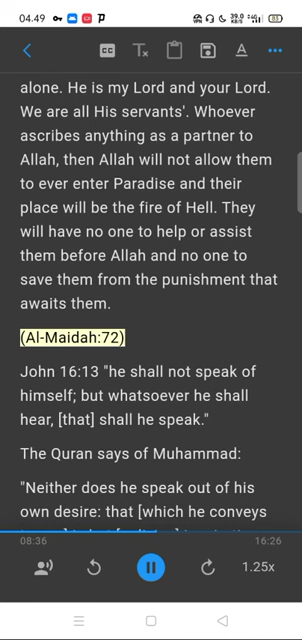 04.49
39.0
KB/S
alone. He is my Lord and your Lord.
We are all His servants'. Whoever
ascribes anything as a partner to
Allah, then Allah will not allow them
to ever enter Paradise and their
place will be the fire of Hell. They
will have no one to help or assist
them before Allah and no one to
save them from the punishment that
awaits them.
(Al-Maidah:72)
John 16:13 "he shall not speak of
himself; but whatsoever he shall
hear, [that] shall he speak."
The Quran says of Muhammad:
"Neither does he speak out of his
own desire: that [which he conveys
08:36
16:26
1.25x